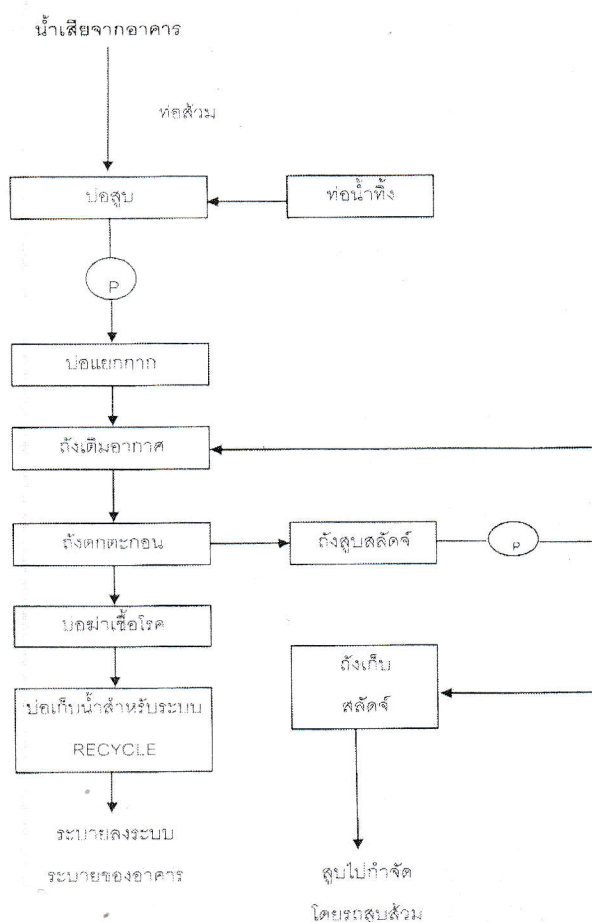 น้ำเสียจากอาคาร
ท่อส้วม
บ่อสูบ
ท่อน้ำทิ้ง
P
บ่อแยกกาก
ถังเติมอากาศ
ถังตกตะกอน
ถังสูบสลัดจ์
P
บ่อฆ่าเชื้อโรค
ถังเก็บ
สลัดจ์
บ่อเก็บน้ำสำหรับระบบ
RECYCLE
ระบายลงระบบ
ระบายของอาคาร
สูบไปกำจัด
โดยรถสูบส้วม